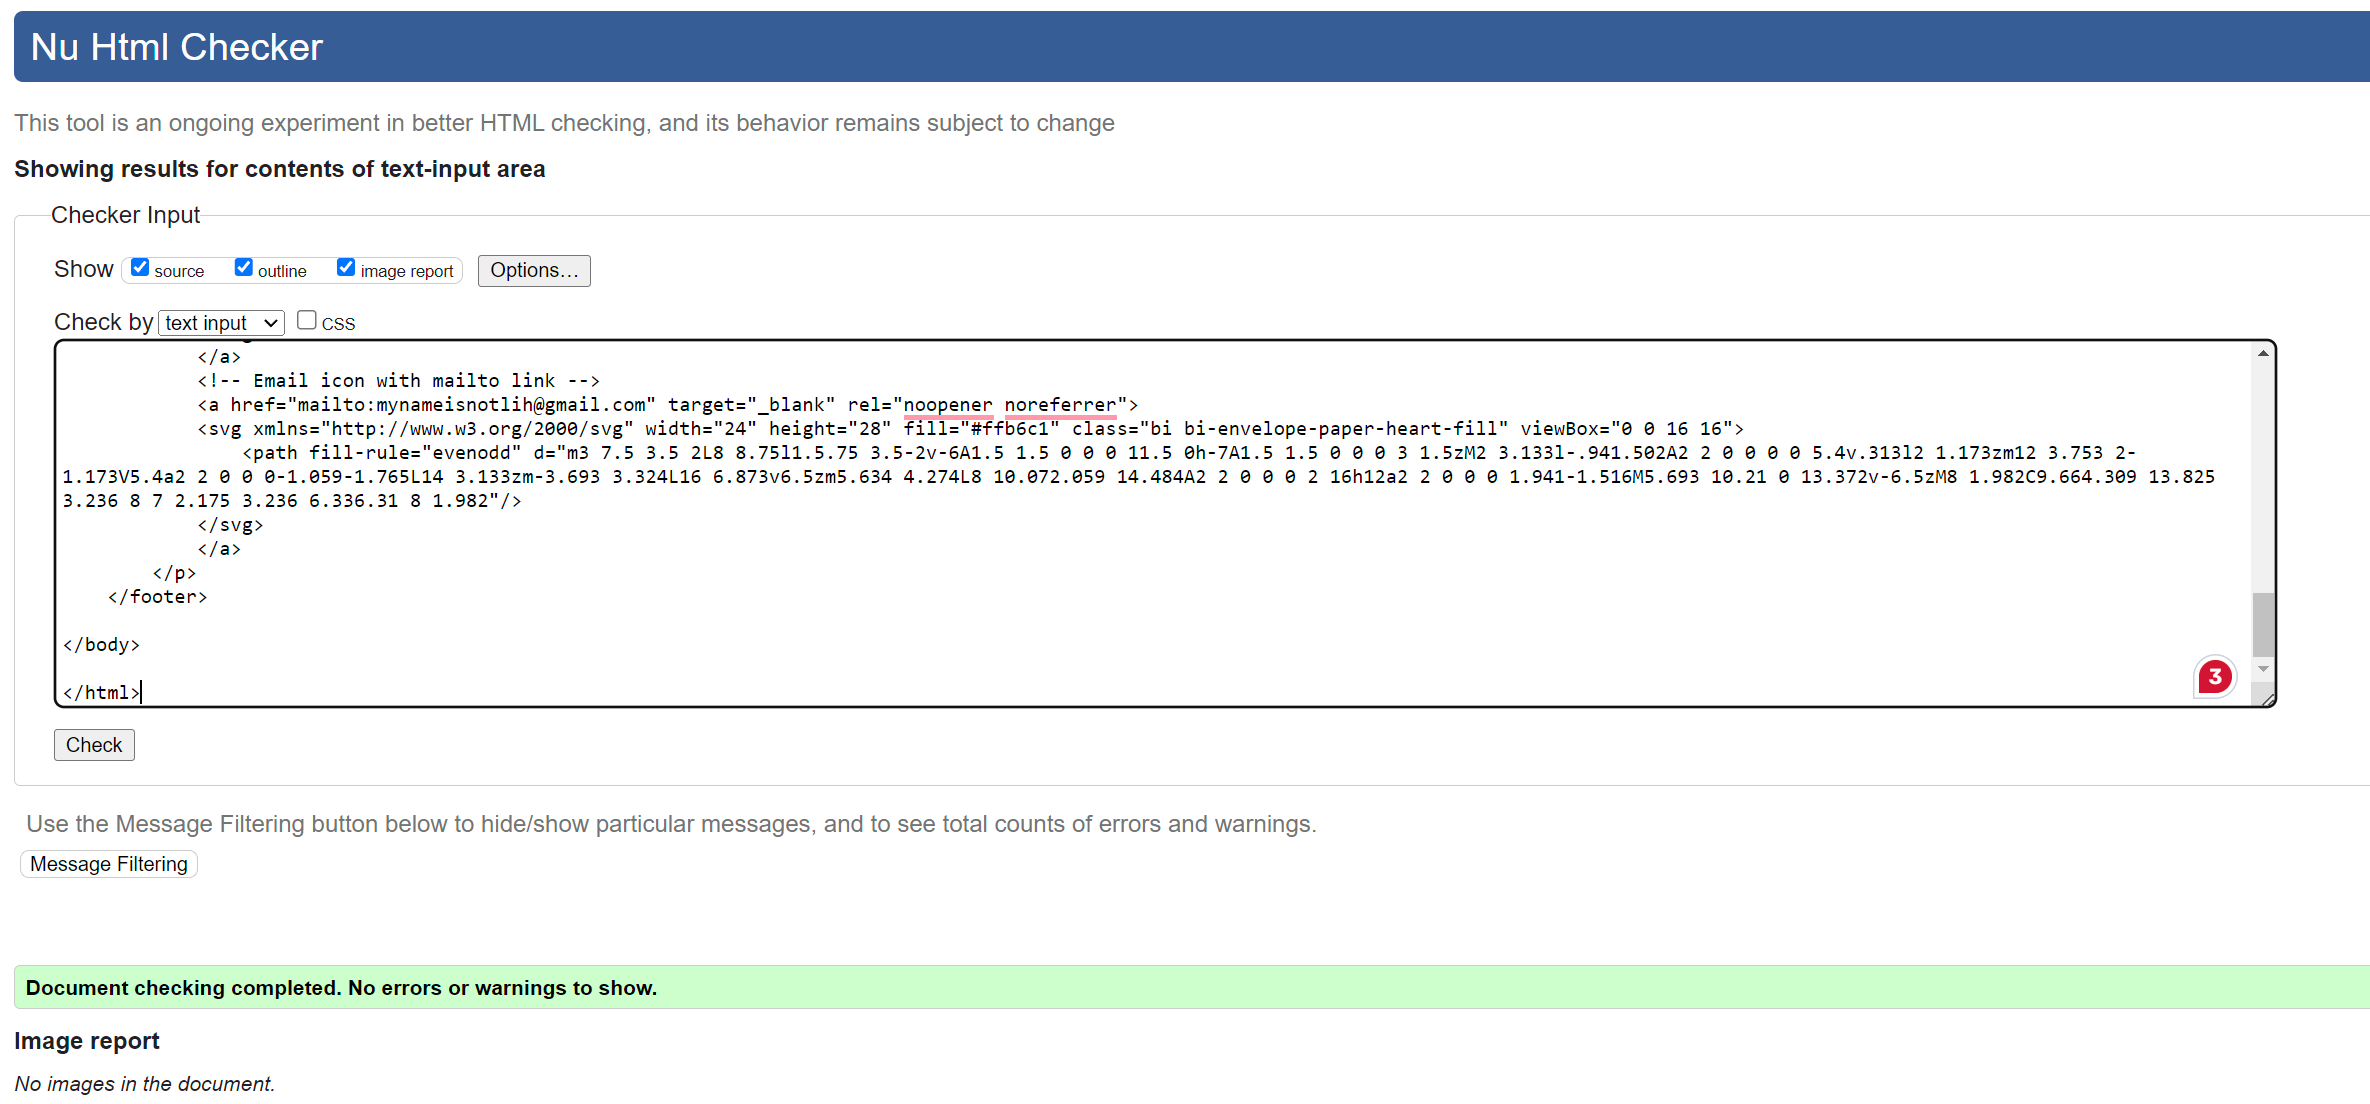 Nu Html Checker
This tool is an ongoing experiment in better HTML checking, and its behavior remains subject to change
Showing results for contents of text-input area
Checker Input
Show source outline image report Options...
Check by text input CSS
</a>
<!-- Email icon with mailto link -->
<a href="mailto:mynameisnotlih@gmail.com" target="_blank" rel="noopener noreferrer">
<svg xmlns="http://www.w3.org/2000/svg" width="24" height="28" fill="#ffb6c1" class="bi bi-envelope-paper-heart-fill" viewBox="0 0 16 16">
<path fill-rule="evenodd" d="m3 7.5 3.5 2L8 8.75l1.5.75 3.5-2v-6A1.5 1.5 0 0 0 11.5 0h-7A1.5 1.5 0 0 0 3 1.5zM2 3.133l-.941.502A2 2 0 0 0 0 5.4v.313l2 1.173zm12 3.753 2-
1.173V5.4a2 2 0 0 0-1.059-1.765L14 3.133zm-3.693 3.324L16 6.873v6.5zm5.634 4.274L8 10.072.059 14.484A2 2 0 0 0 2 16h12a2 2 0 0 0 1.941-1.516M5.693 10.21 0 13.372v-6.5zM8 1.982C9.664.309 13.825
3.236 8 7 2.175 3.236 6.336.31 8 1.982"/>
</svg>
</a>
</p>
</footer>
</body>
</html>
3
Check
Use the Message Filtering button below to hide/show particular messages, and to see total counts of errors and warnings.
Message Filtering
Document checking completed. No errors or warnings to show.
Image report
No images in the document.